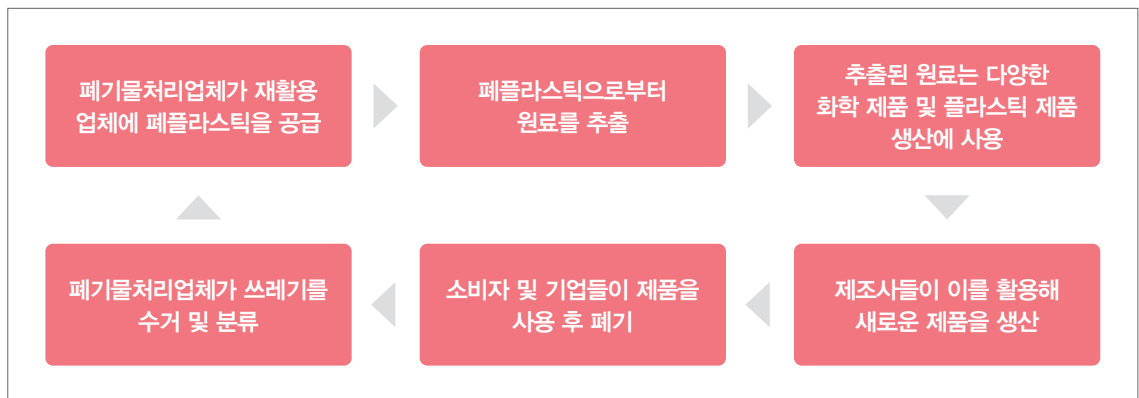 폐기물처리업체가 재활용
업체에 폐플라스틱을 공급
폐플라스틱으로부터
원료를 추출
추출된 원료는 다양한
화학 제품 및 플라스틱 제품
생산에 사용
제조사들이 이를 활용해
새로운 제품을 생산
소비자 및 기업들이 제품을
사용 후 폐기
폐기물처리업체가 쓰레기를
수거 및 분류